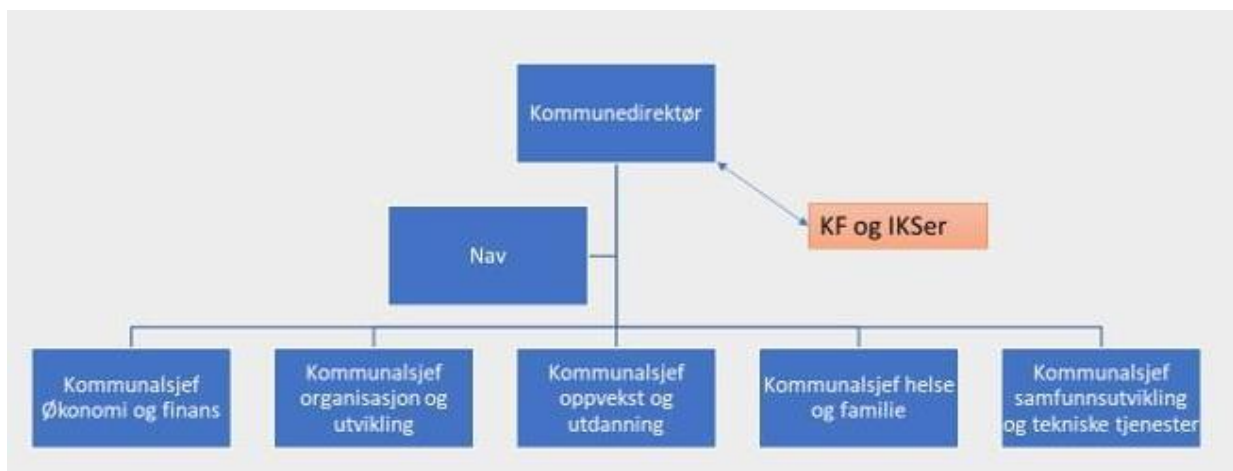 Kommunedirektør
KF og IKSer
Nav
Kommunalsjef
Økonomi og finans
Kommunalsjef
organisasjon og
utvikling
Kommunalsjef
oppvekst og
utdanning
Kommunalsjef helse
og familie
Kommunalsjef
samfunnsutvikling
og tekniske tjenester